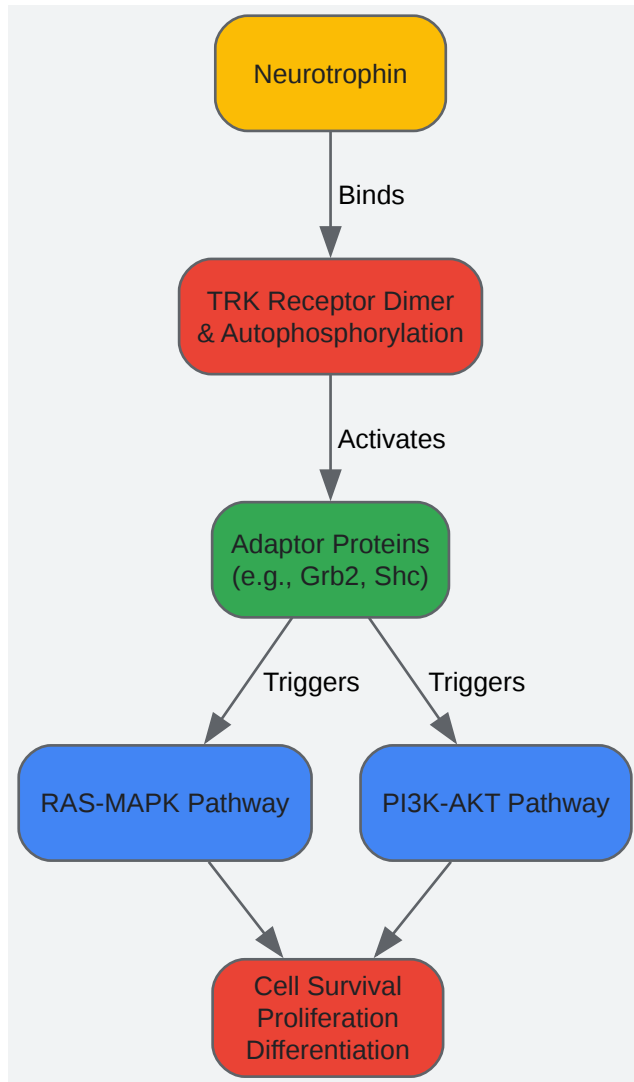 Neurotrophin
Binds
TRK Receptor Dimer
& Autophosphorylation
Activates
Adaptor Proteins
(e.g., Grb2, Shc)
Triggers
Triggers
RAS-MAPK Pathway
PI3K-AKT Pathway
Cell Survival
Proliferation
Differentiation